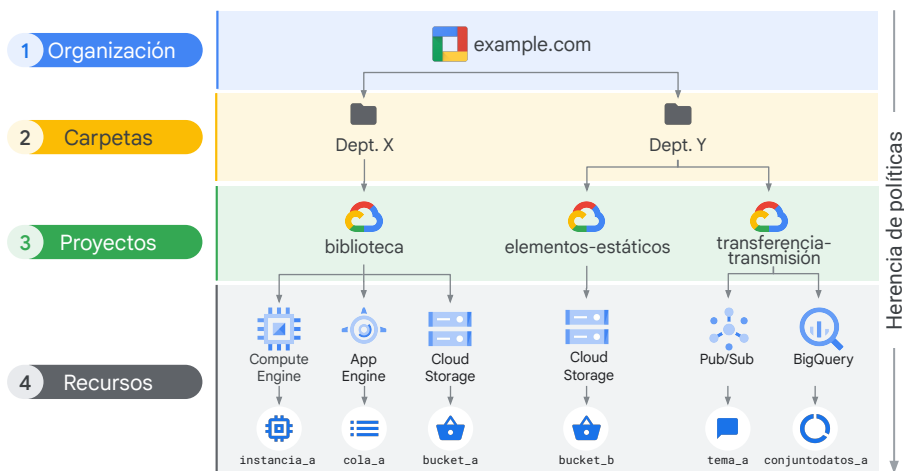 1 Organización
example.com
2 Carpetas
Dept. X
Dept. Y
3 Proyectos
biblioteca
elementos-estáticos
transferencia-
transmisión
4 Recursos
Compute
Engine
App
Engine
Cloud
Storage
Cloud
Storage
Pub/Sub
BigQuery
instancia_a
cola_a
bucket_a
bucket_b
tema_a
conjuntodatos_a
Herencia de políticas